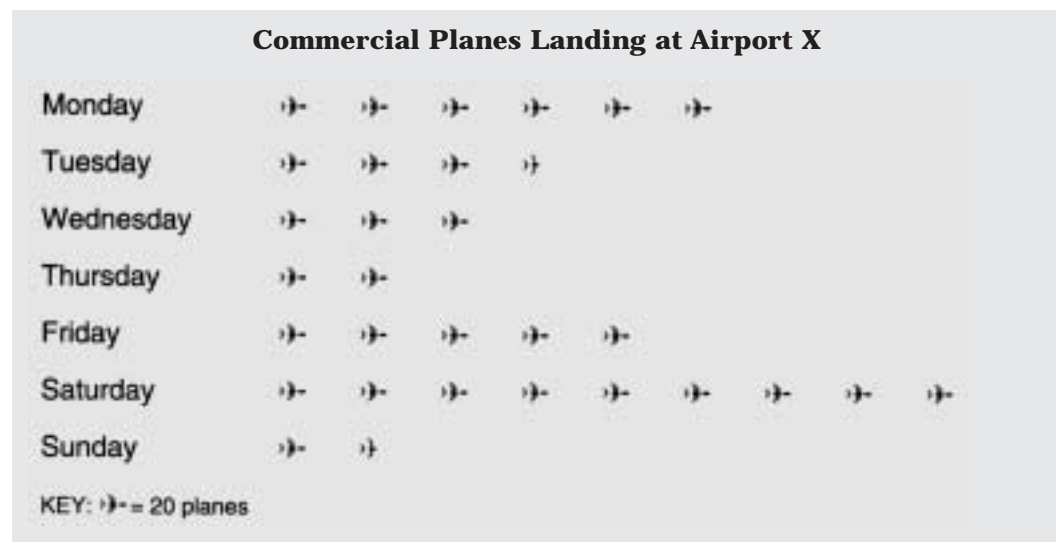 Commercial Planes Landing at Airport X
Monday
Tuesday
Wednesday
Thursday
Friday
Saturday
Sunday
KEY: = 20 planes